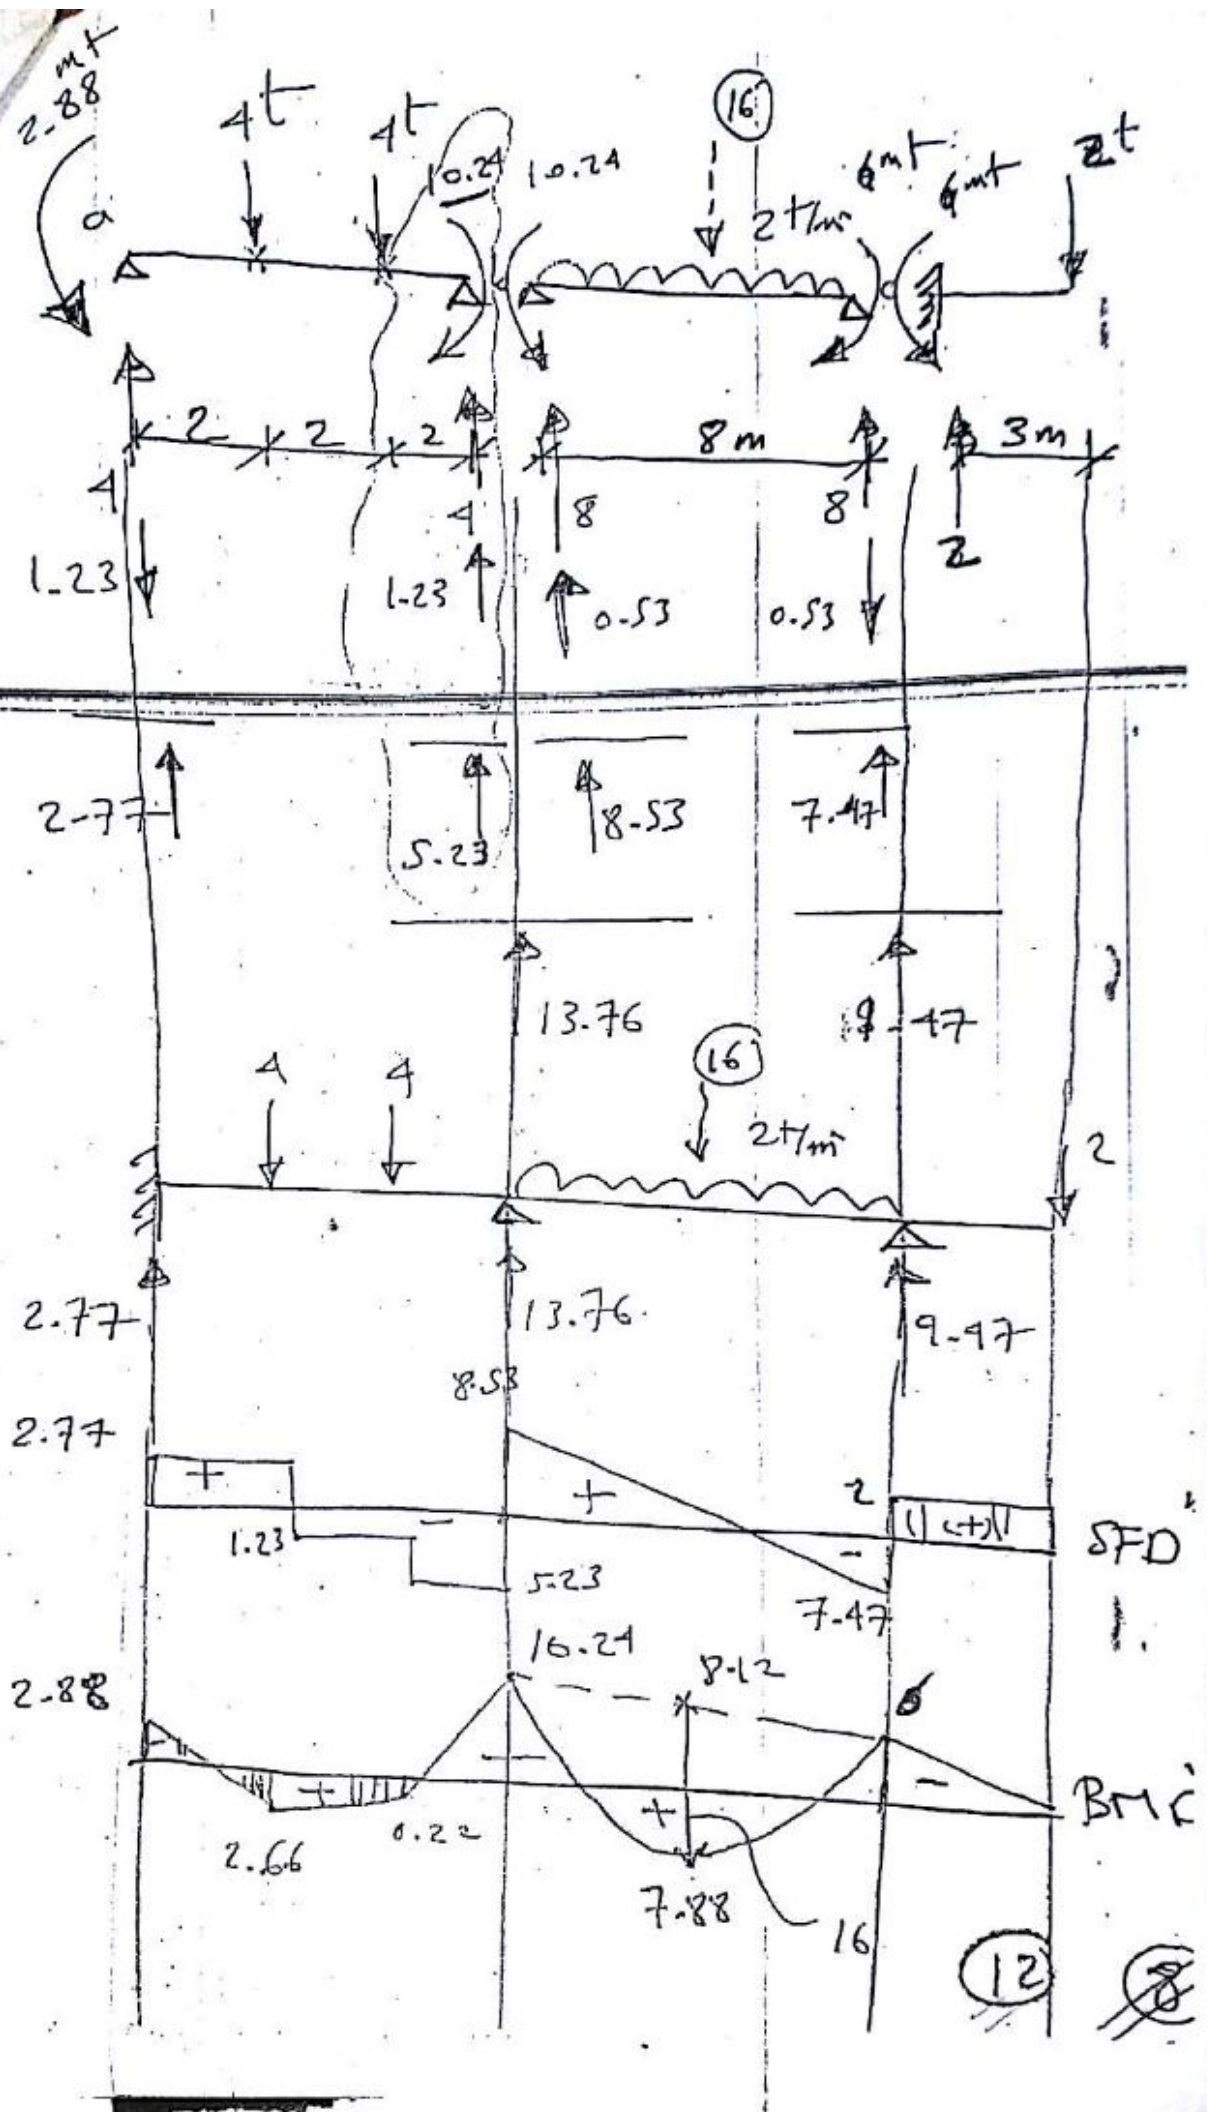 2.88 mt
4t 4t 16 2t
10.24 10.24 2t/m 6mt 6mt
a
2 2 2 8m 3m
4 4 8 8 2
1.23 1.23 0.53 0.53
2.77 5.23 8.53 7.47
13.76 9.47
4 4 16 2t/m 2
2.77 13.76 9.47
8.53
2.77 + + 2 (+)
1.23 - - SFD
5.23 7.47
10.24 8.12
2.88 6
- + - + -
2.66 0.22 7.88 16
12 8